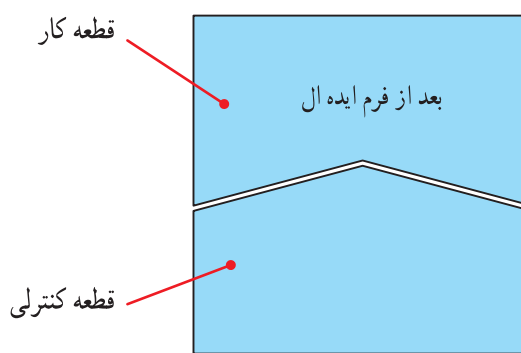 قطعه کار
بعد از فرم ایده ال
قطعه کنترلی